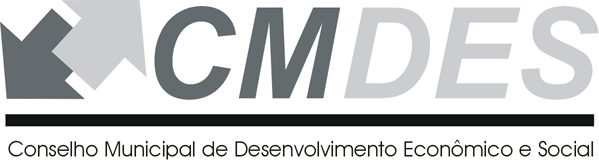 CMDES
Conselho Municipal de Desenvolvimento Econômico e Social